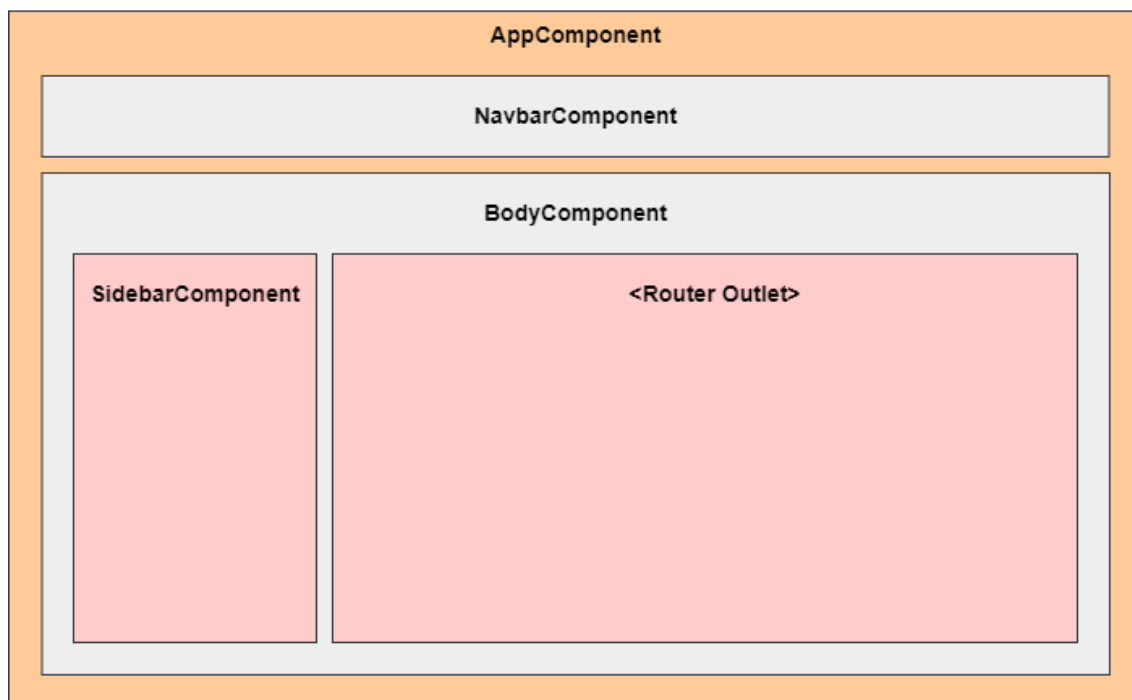 AppComponent
NavbarComponent
BodyComponent
SidebarComponent
<Router Outlet>